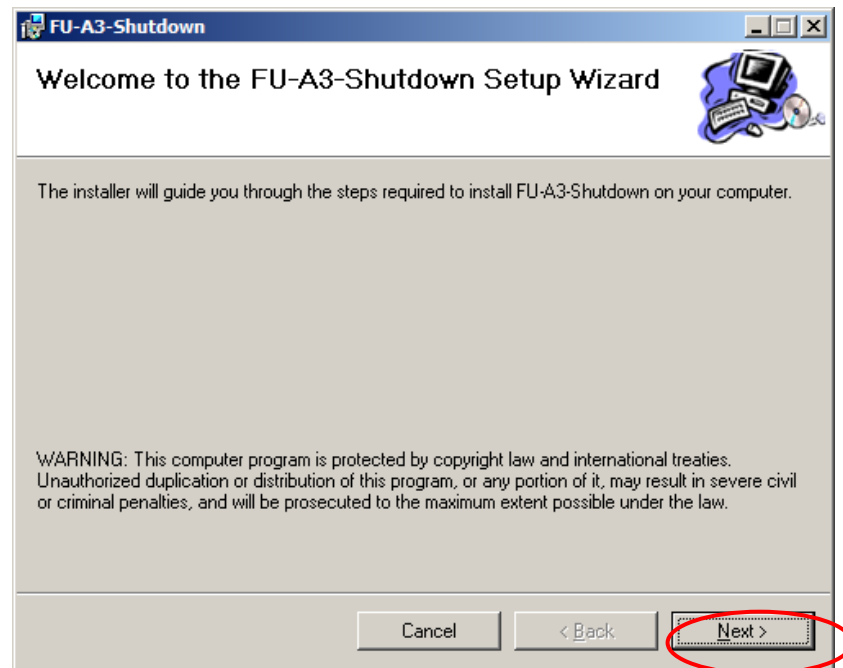 FU-A3-Shutdown
Welcome to the FU-A3-Shutdown Setup Wizard
The installer will guide you through the steps required to install FU-A3-Shutdown on your computer.
WARNING: This computer program is protected by copyright law and international treaties.
Unauthorized duplication or distribution of this program, or any portion of it, may result in severe civil
or criminal penalties, and will be prosecuted to the maximum extent possible under the law.
Cancel < Back Next >